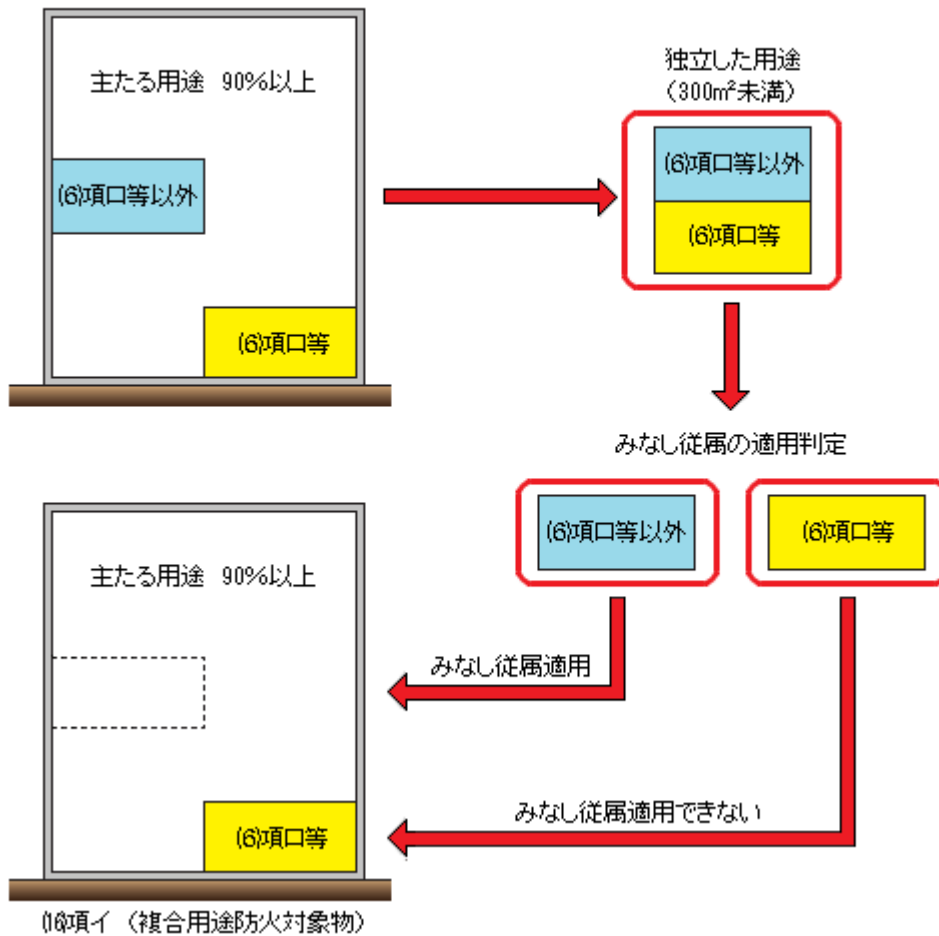 主たる用途 90%以上
(6)項ロ等以外
(6)項ロ等
独立した用途
(300㎡未満)
(6)項ロ等以外
(6)項ロ等
みなし従属の適用判定
(6)項ロ等以外
(6)項ロ等
主たる用途 90%以上
みなし従属適用
みなし従属適用できない
(6)項ロ等
(16)項イ (複合用途防火対象物)